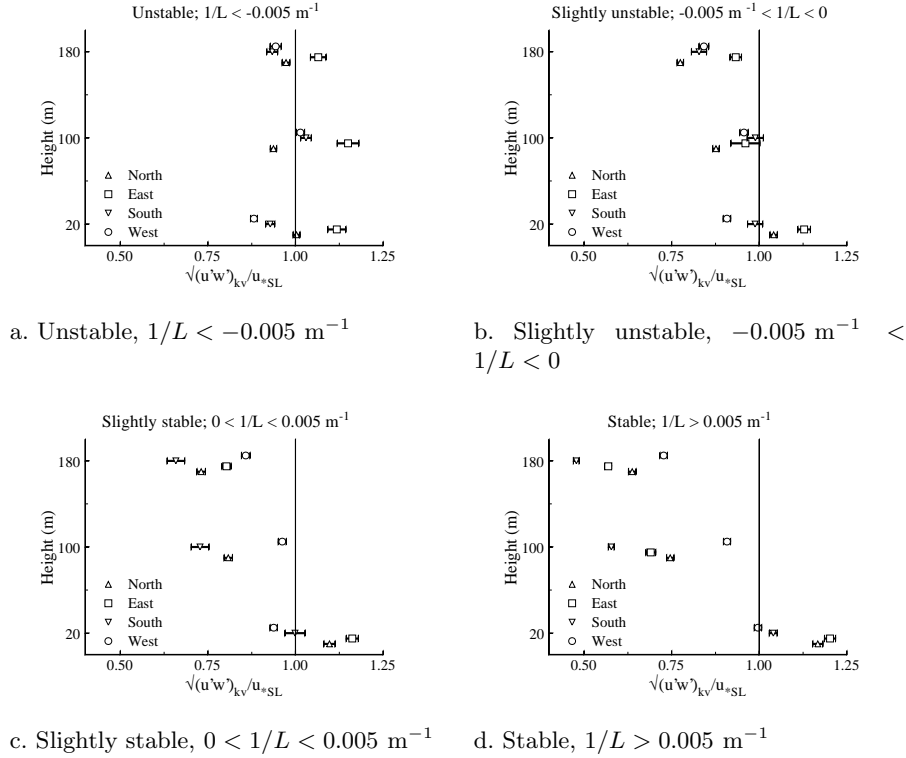 Unstable; 1/L < -0.005 m⁻¹
Height (m)
180
100
20
North
East
South
West
0.50 0.75 1.00 1.25
√(u'w')kv/u*SL
a. Unstable, 1/L < −0.005 m⁻¹
Slightly unstable; -0.005 m⁻¹ < 1/L < 0
Height (m)
180
100
20
North
East
South
West
0.50 0.75 1.00 1.25
√(u'w')kv/u*SL
b. Slightly unstable, −0.005 m⁻¹ <
1/L < 0
Slightly stable; 0 < 1/L < 0.005 m⁻¹
Height (m)
180
100
20
North
East
South
West
0.50 0.75 1.00 1.25
√(u'w')kv/u*SL
c. Slightly stable, 0 < 1/L < 0.005 m⁻¹
Stable; 1/L > 0.005 m⁻¹
Height (m)
180
100
20
North
East
South
West
0.50 0.75 1.00 1.25
√(u'w')kv/u*SL
d. Stable, 1/L > 0.005 m⁻¹